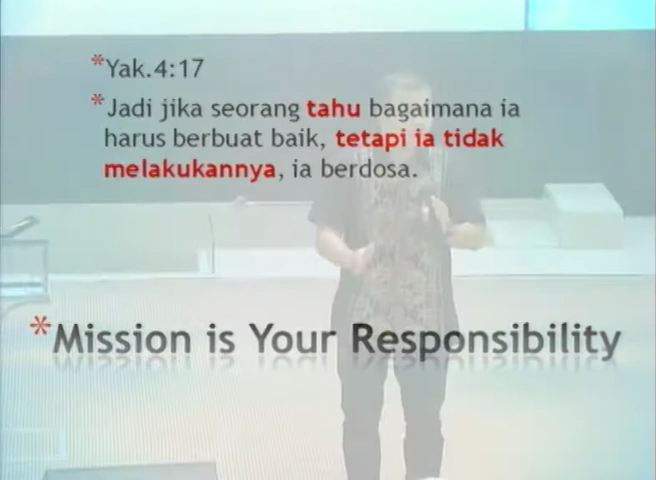 *Yak.4:17
*Jadi jika seorang tahu bagaimana ia
harus berbuat baik, tetapi ia tidak
melakukannya, ia berdosa.
*Mission is Your Responsibility